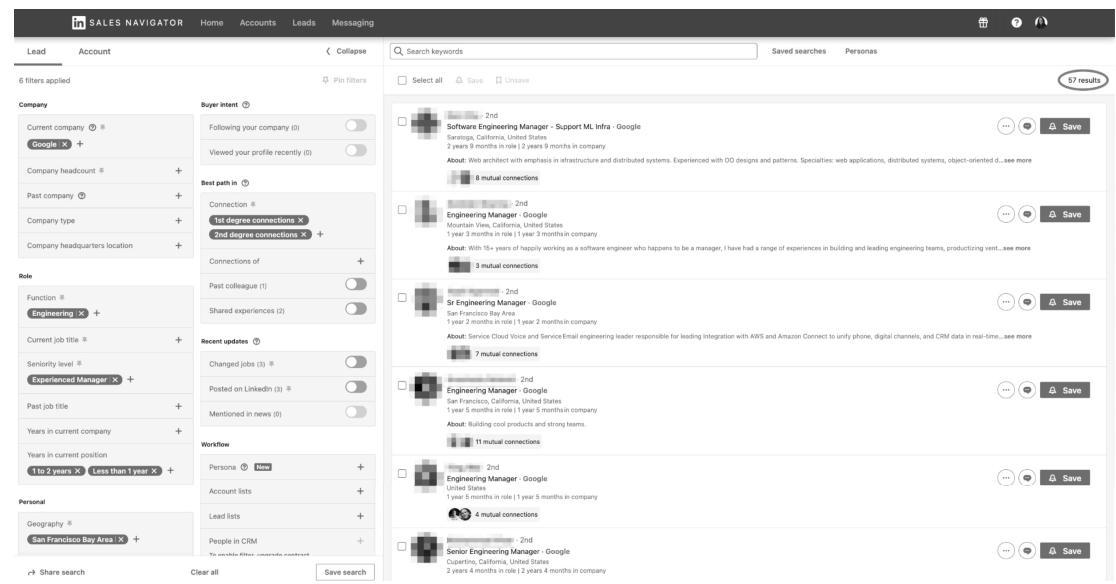 in SALES NAVIGATOR Home Accounts Leads Messaging
Lead Account Collapse
6 filters applied Pin filters
Company
Current company
Google X +
Company headcount +
Past company +
Company type +
Company headquarters location +
Role
Function
Engineering X +
Current job title +
Seniority level
Experienced Manager X +
Past job title +
Years in current company +
Years in current position
1 to 2 years X Less than 1 year X +
Personal
Geography
San Francisco Bay Area X +
Buyer intent
Following your company (0)
Viewed your profile recently (0)
Best path in
Connection
1st degree connections X
2nd degree connections X +
Connections of +
Past colleague (1)
Shared experiences (2)
Recent updates
Changed jobs (3)
Posted on LinkedIn (3)
Mentioned in news (0)
Workflow
Persona New +
Account lists +
Lead lists +
People in CRM +
To enable filter, upgrade contract
Share search Clear all Save search
Search keywords Saved searches Personas
Select all Save Unsave 57 results
· 2nd
Software Engineering Manager - Support ML Infra · Google
Saratoga, California, United States
2 years 9 months in role | 2 years 9 months in company
About: Web architect with emphasis in infrastructure and distributed systems. Experienced with OO designs and patterns. Specialties: web applications, distributed systems, object-oriented d...see more
8 mutual connections
Save
· 2nd
Engineering Manager · Google
Mountain View, California, United States
1 year 3 months in role | 1 year 3 months in company
About: With 15+ years of happily working as a software engineer who happens to be a manager, I have had a range of experiences in building and leading engineering teams, productizing vent...see more
3 mutual connections
Save
· 2nd
Sr Engineering Manager · Google
San Francisco Bay Area
1 year 2 months in role | 1 year 2 months in company
About: Service Cloud Voice and Service Email engineering leader responsible for leading Integration with AWS and Amazon Connect to unify phone, digital channels, and CRM data in real-time...see more
7 mutual connections
Save
2nd
Engineering Manager · Google
San Francisco, California, United States
1 year 5 months in role | 1 year 5 months in company
About: Building cool products and strong teams.
11 mutual connections
Save
2nd
Engineering Manager · Google
United States
1 year 5 months in role | 1 year 5 months in company
4 mutual connections
Save
· 2nd
Senior Engineering Manager · Google
Cupertino, California, United States
2 years 4 months in role | 2 years 4 months in company
Save